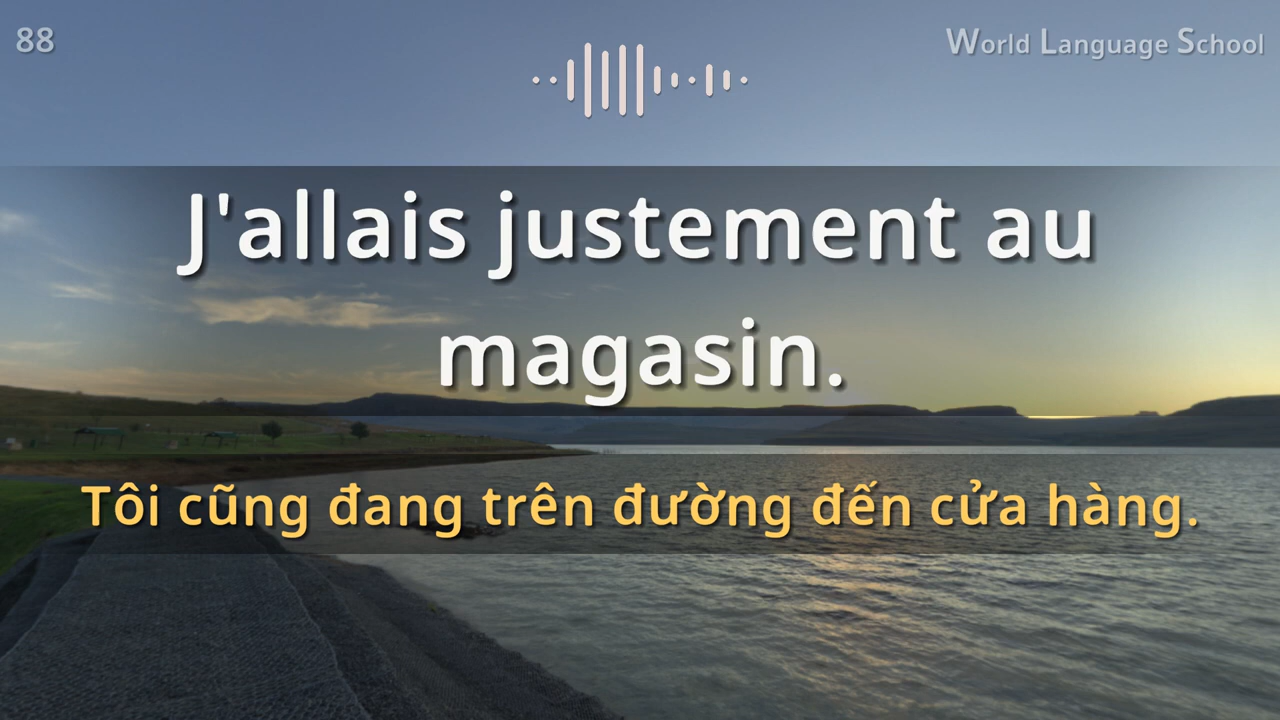 88
World Language School
J'allais justement au
magasin.
Tôi cũng đang trên đường đến cửa hàng.